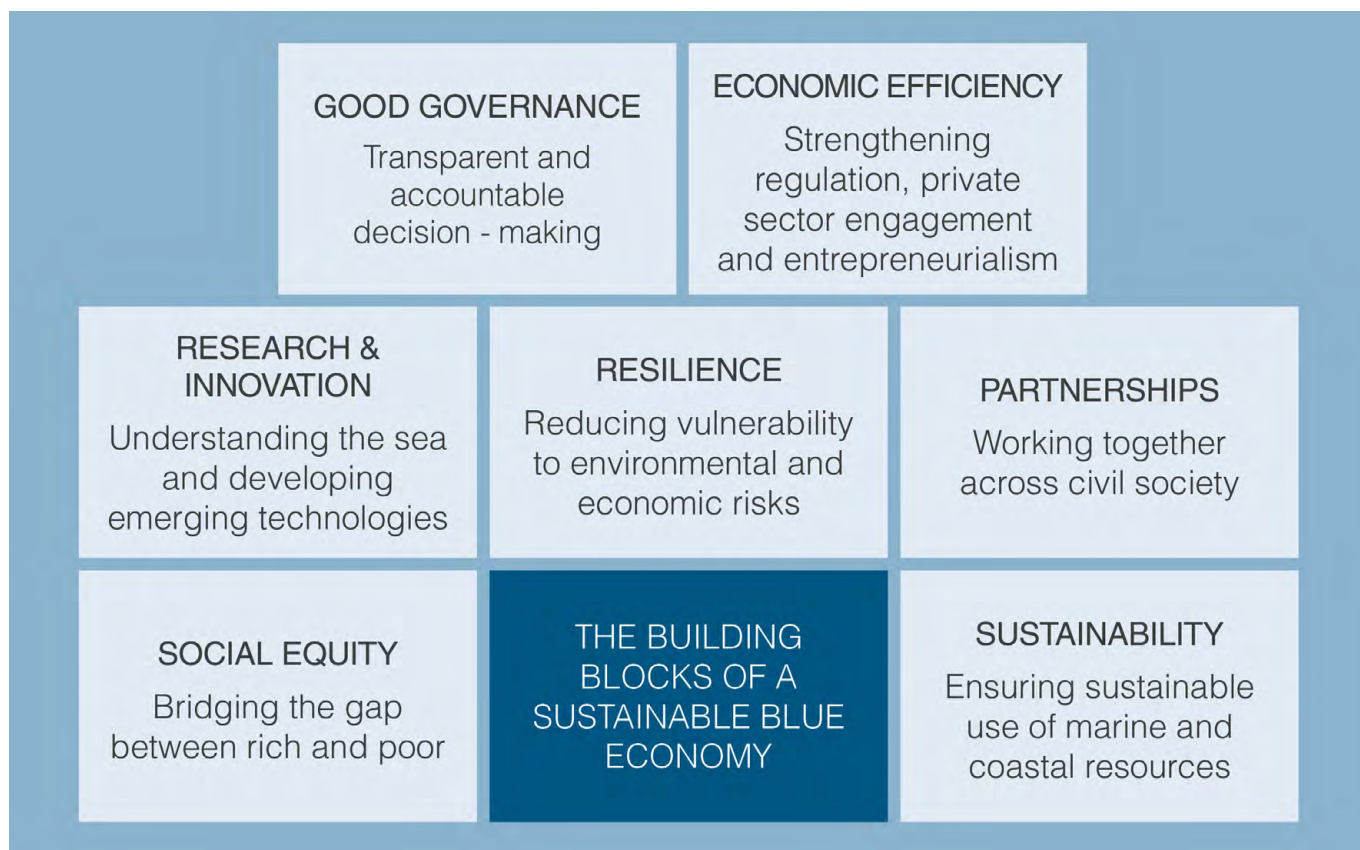 GOOD GOVERNANCE
Transparent and
accountable
decision - making
ECONOMIC EFFICIENCY
Strengthening
regulation, private
sector engagement
and entrepreneurialism
RESEARCH &
INNOVATION
Understanding the sea
and developing
emerging technologies
RESILIENCE
Reducing vulnerability
to environmental and
economic risks
PARTNERSHIPS
Working together
across civil society
SOCIAL EQUITY
Bridging the gap
between rich and poor
THE BUILDING
BLOCKS OF A
SUSTAINABLE BLUE
ECONOMY
SUSTAINABILITY
Ensuring sustainable
use of marine and
coastal resources